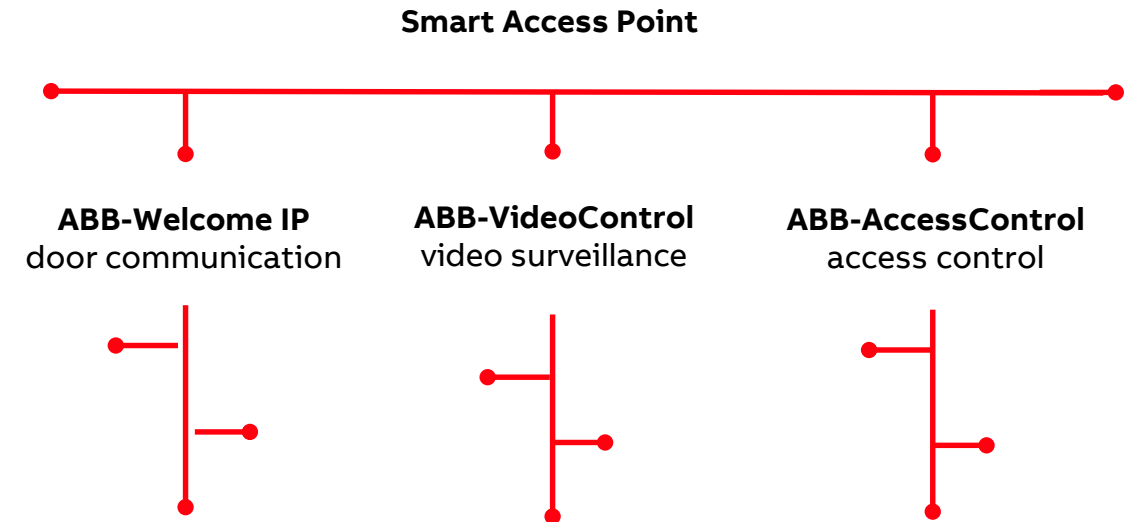 Smart Access Point
ABB-Welcome IP
door communication
ABB-VideoControl
video surveillance
ABB-AccessControl
access control